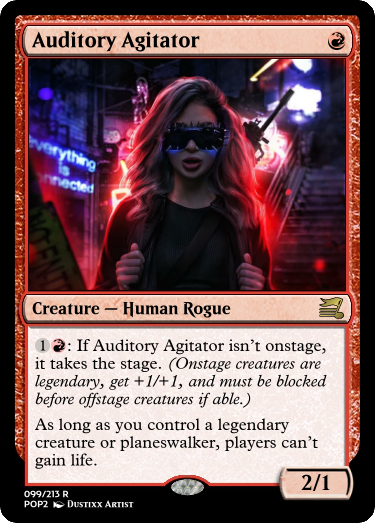 Auditory Agitator
everything
is
connected
Creature — Human Rogue
1R: If Auditory Agitator isn't onstage,
it takes the stage. (Onstage creatures are
legendary, get +1/+1, and must be blocked
before offstage creatures if able.)
As long as you control a legendary
creature or planeswalker, players can't
gain life.
2/1
099/213 R
POP2 Dustixx Artist